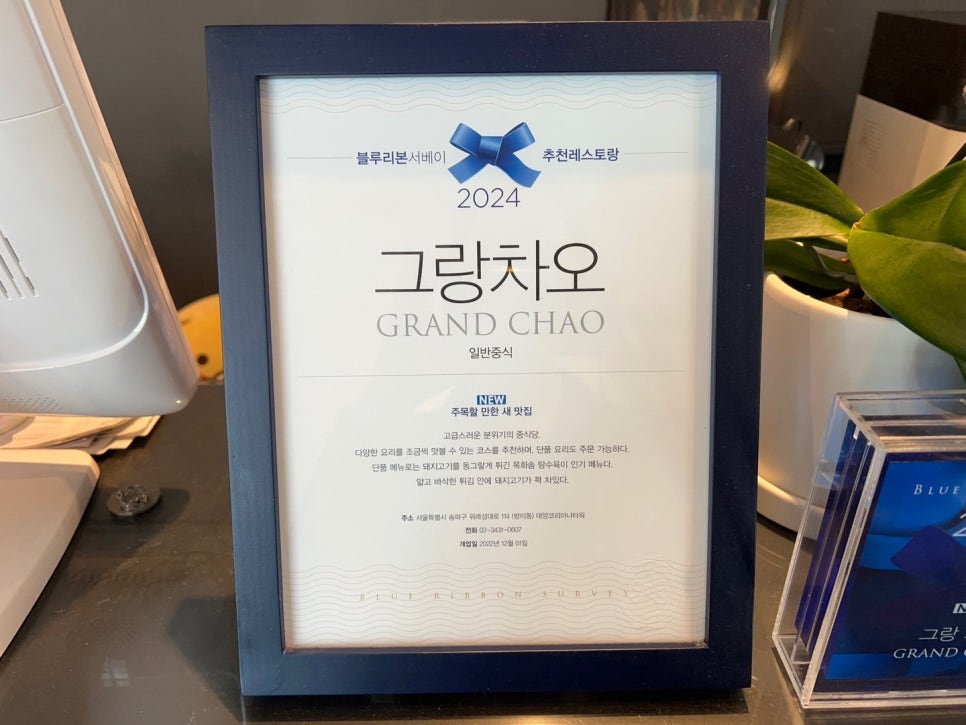 블루리본서베이 추천레스토랑
2024
그랑차오
GRAND CHAO
일반중식
NEW
주목할 만한 새 맛집
고급스러운 분위기의 중식당.
다양한 요리를 조금씩 맛볼 수 있는 코스를 추천하며, 단품 요리도 주문 가능하다.
단품 메뉴로는 돼지고기를 동그랗게 튀긴 목화솜 탕수육이 인기 메뉴다.
얇고 바삭한 튀김 안에 돼지고기가 꽉 차있다.
주소 서울특별시 송파구 위례성대로 114 (방이동) 대양코리아나타워
전화 02-3431-0607
개업일 2022년 12월 01일
BLUE RIBBON SURVEY
BLUE
2
그랑
GRAND